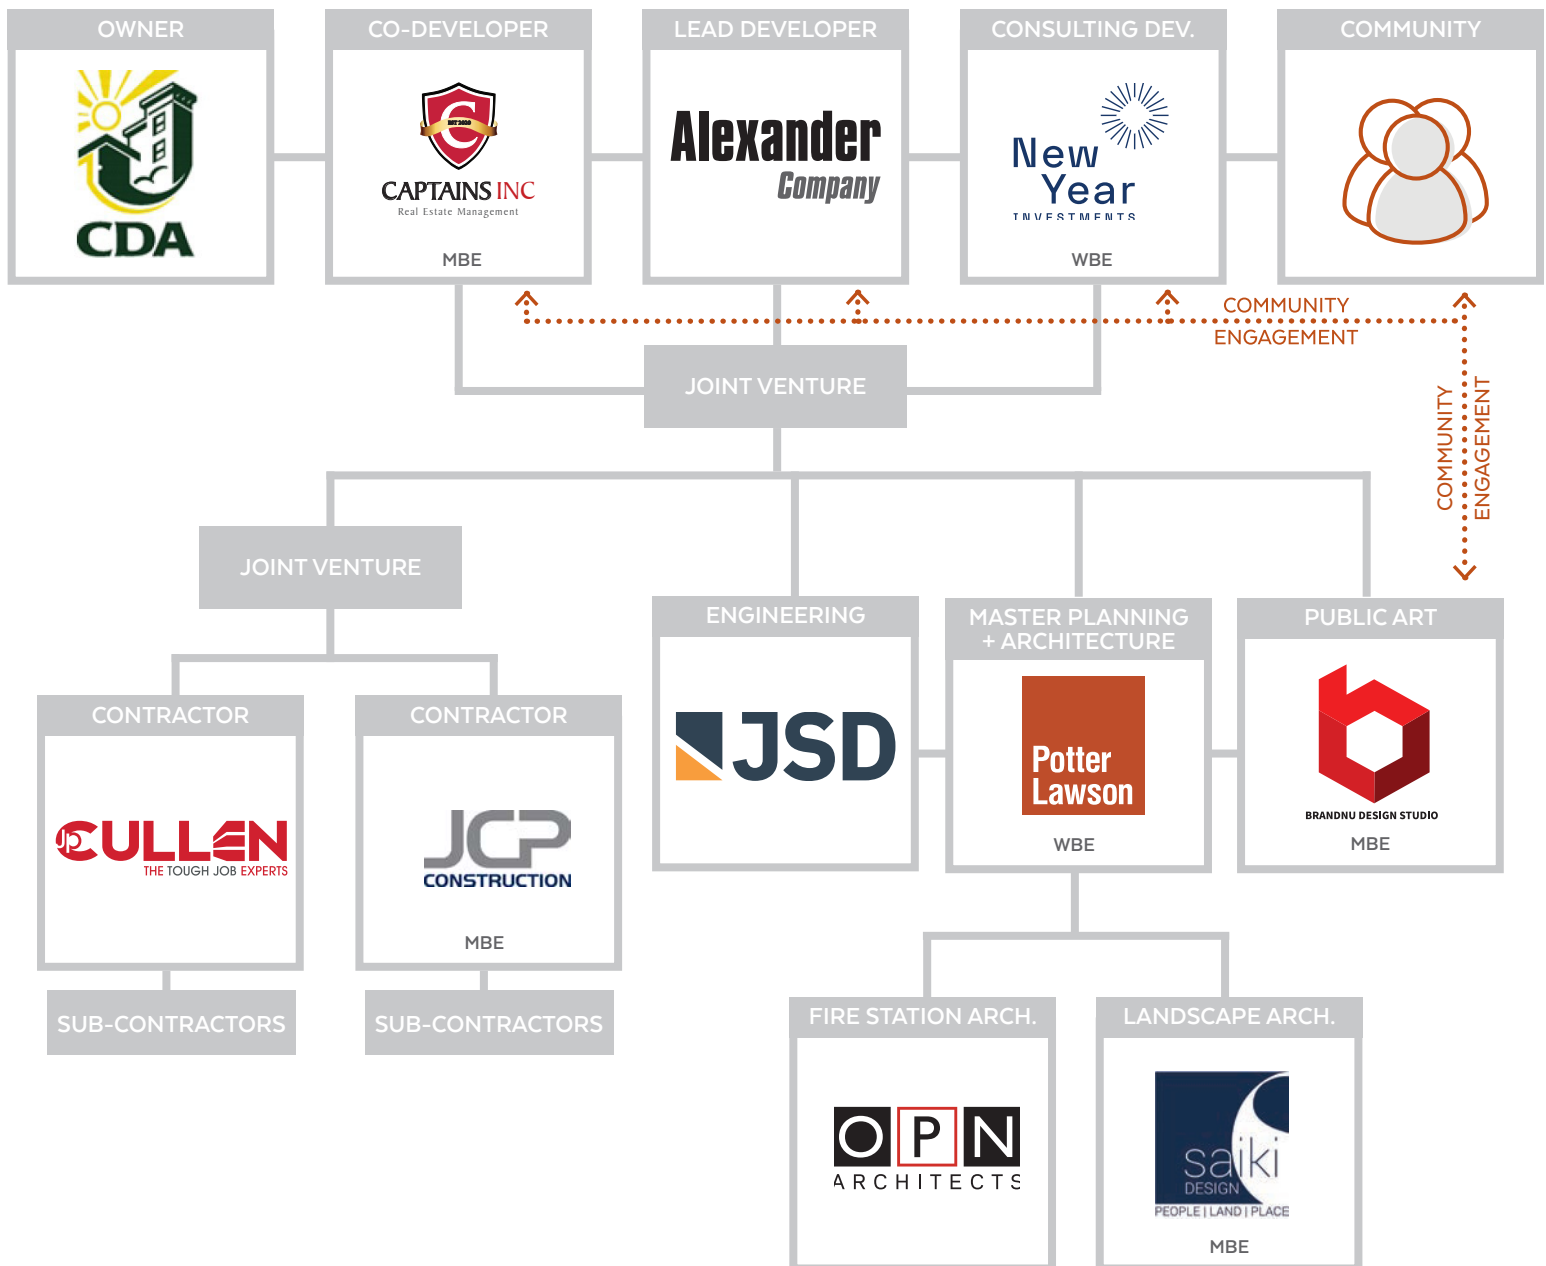 OWNER
CDA
CO-DEVELOPER
C
EST 2020
CAPTAINS INC
Real Estate Management
MBE
LEAD DEVELOPER
Alexander
Company
CONSULTING DEV.
New
Year
INVESTMENTS
WBE
COMMUNITY
COMMUNITY
ENGAGEMENT
COMMUNITY
ENGAGEMENT
JOINT VENTURE
JOINT VENTURE
CONTRACTOR
JP CULLEN
THE TOUGH JOB EXPERTS
SUB-CONTRACTORS
CONTRACTOR
JCP
CONSTRUCTION
MBE
SUB-CONTRACTORS
ENGINEERING
JSD
MASTER PLANNING
+ ARCHITECTURE
Potter
Lawson
WBE
PUBLIC ART
b
BRANDNU DESIGN STUDIO
MBE
FIRE STATION ARCH.
OPN
ARCHITECTS
LANDSCAPE ARCH.
saiki
DESIGN
PEOPLE | LAND | PLACE
MBE